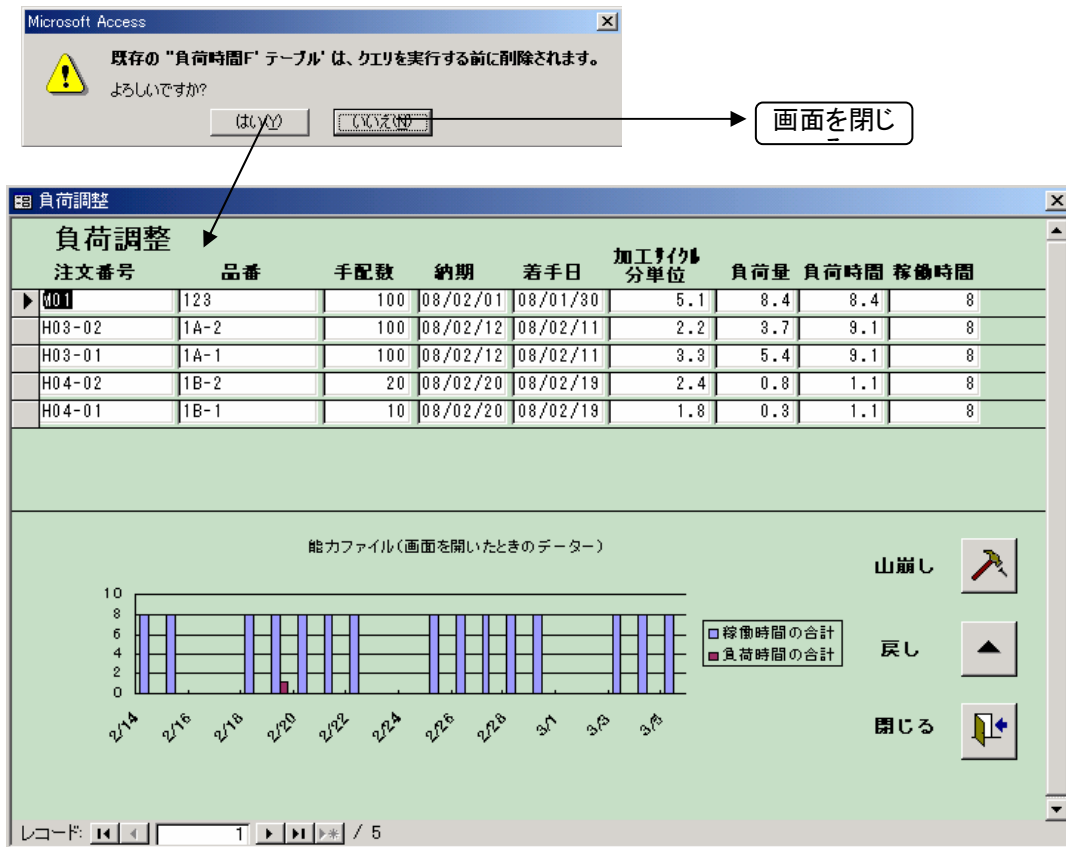 Microsoft Access
既存の "負荷時間F' テーブル' は、クエリを実行する前に削除されます。
よろしいですか?
はい(Y)
いいえ(N)
画面を閉じ
負荷調整
負荷調整
加工サイクル
注文番号 品番 手配数 納期 着手日 分単位 負荷量 負荷時間 稼働時間
M01 123 100 08/02/01 08/01/30 5.1 8.4 8.4 8
H03-02 1A-2 100 08/02/12 08/02/11 2.2 3.7 9.1 8
H03-01 1A-1 100 08/02/12 08/02/11 3.3 5.4 9.1 8
H04-02 1B-2 20 08/02/20 08/02/19 2.4 0.8 1.1 8
H04-01 1B-1 10 08/02/20 08/02/19 1.8 0.3 1.1 8
能力ファイル(画面を開いたときのデーター)
10
8
6
4
2
0
2/14 2/16 2/18 2/20 2/22 2/24 2/26 2/28 3/1 3/3 3/5
稼働時間の合計
負荷時間の合計
山崩し
戻し
閉じる
レコード: 1 / 5